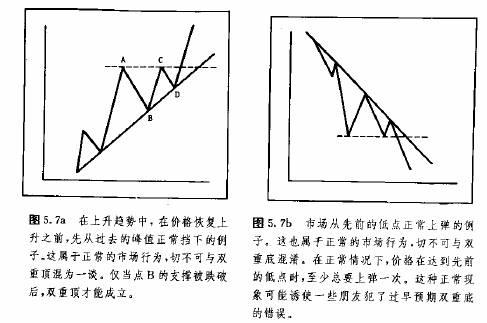 A
C
B
D
图5.7a 在上升趋势中，在价格恢复上
升之前，先从过去的峰值正常挡下的例
子。这属于正常的市场行为，切不可与双
重顶混为一谈。仅当点B的支撑被跌破
后，双重顶才能成立。
图5.7b 市场从先前的低点正常上弹的例
子。这也属于正常的市场行为，切不可与双
重底混淆。在正常情况下，价格在达到先前
的低点时，至少总要上弹一次。这种正常现
象可能诱使一些朋友犯了过早预期双重底
的错误。